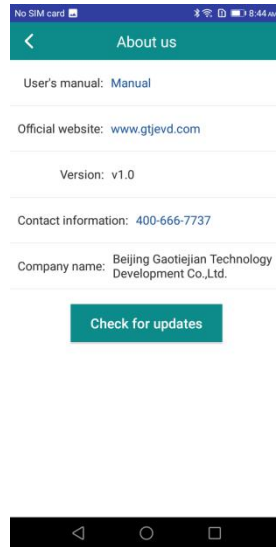 No SIM card 8:44 AM
About us
User's manual: Manual
Official website: www.gtjevd.com
Version: v1.0
Contact information: 400-666-7737
Company name: Beijing Gaotiejian Technology
Development Co.,Ltd.
Check for updates